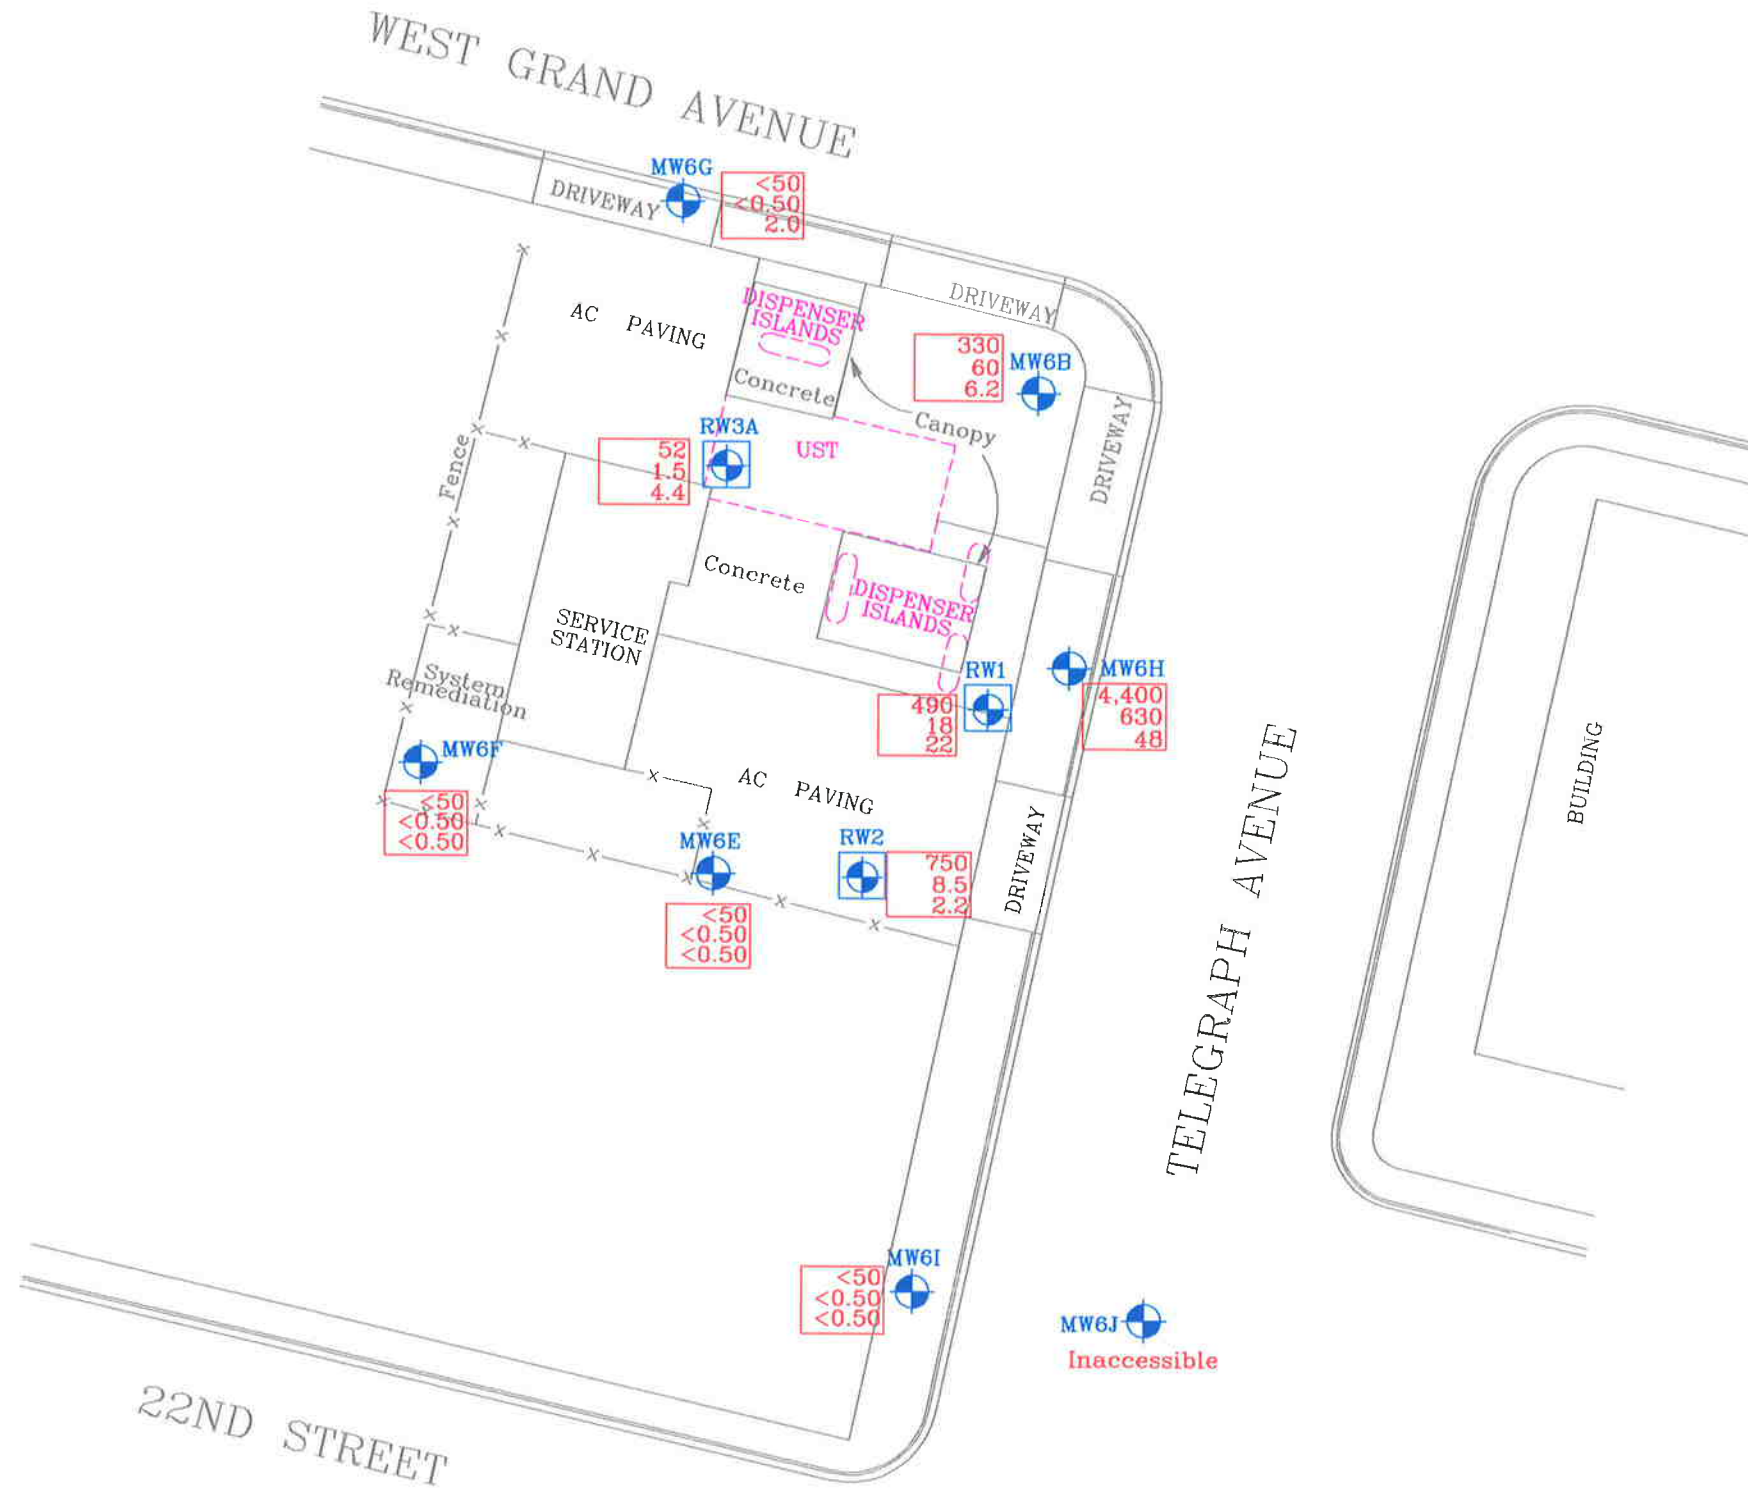 WEST GRAND AVENUE
MW6G
<50
<0.50
2.0
DRIVEWAY
DRIVEWAY
DISPENSER
ISLANDS
AC PAVING
330
60
6.2
MW6B
Concrete
Canopy
DRIVEWAY
RW3A
UST
52
1.5
4.4
Fence
Concrete
DISPENSER
ISLANDS
SERVICE
STATION
System
Remediation
RW1
490
18
22
MW6H
4,400
630
48
MW6F
<50
<0.50
<0.50
AC PAVING
BUILDING
MW6E
<50
<0.50
<0.50
RW2
750
8.5
2.2
DRIVEWAY
TELEGRAPH AVENUE
MW6I
<50
<0.50
<0.50
MW6J
Inaccessible
22ND STREET